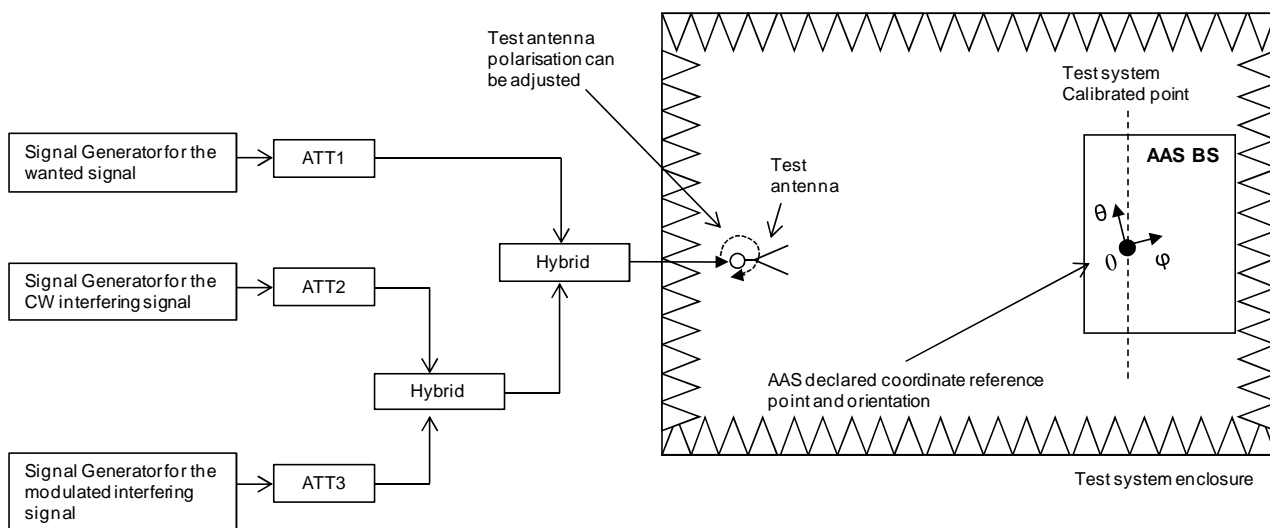 Test antenna
polarisation can
be adjusted
Test system
Calibrated point
Signal Generator for the
wanted signal
ATT1
AAS BS
Test
antenna
θ
0
φ
Hybrid
Signal Generator for the
CW interfering signal
ATT2
Hybrid
AAS declared coordinate reference
point and orientation
Signal Generator for the
modulated interfering
signal
ATT3
Test system enclosure